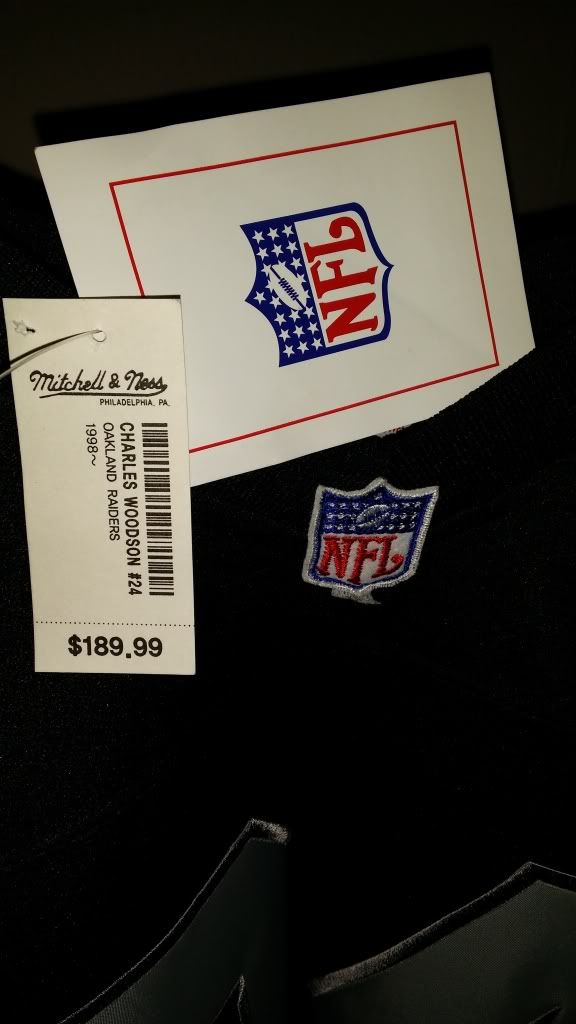 NFL
Mitchell & Ness
PHILADELPHIA, PA.
CHARLES WOODSON #24
OAKLAND RAIDERS
1998~
$189.99
NFL